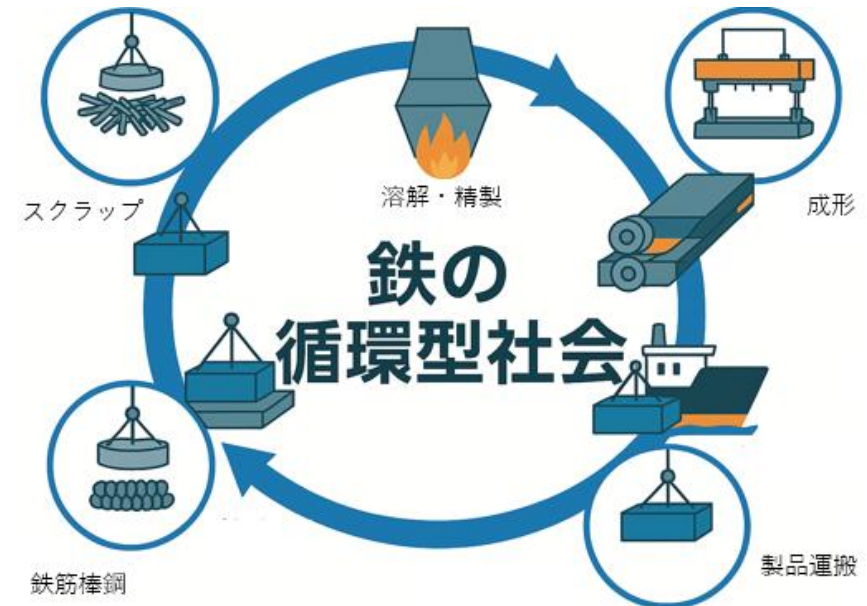 スクラップ
溶解・精製
成形
鉄の
循環型社会
製品運搬
鉄筋棒鋼